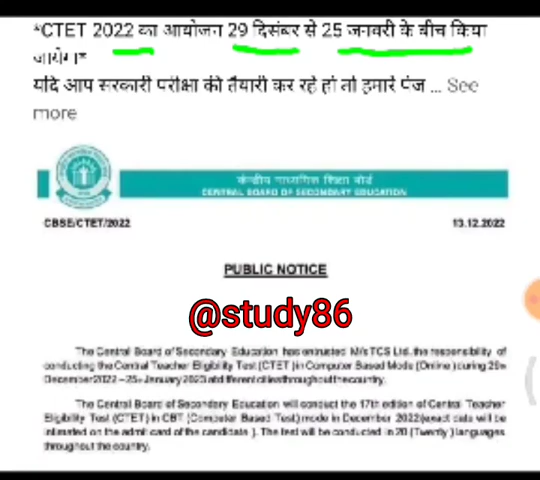 *CTET 2022 का आयोजन 29 दिसंबर से 25 जनवरी के बीच किया
जायेगा*
यदि आप सरकारी परीक्षा की तैयारी कर रहे हो तो हमारे पेज ... See
more
केन्द्रीय माध्यमिक शिक्षा बोर्ड
CENTRAL BOARD OF SECONDARY EDUCATION
CBSE/CTET/2022 13.12.2022
PUBLIC NOTICE
@study86
The Central Board of Secondary Education has entrusted M/s TCS Ltd. the responsibility of
conducting the Central Teacher Eligibility Test (CTET) in Computer Based Mode (Online) during 29th
December 2022 – 25th January 2023 at different cities throughout the country.
The Central Board of Secondary Education will conduct the 17th edition of Central Teacher
Eligibility Test (CTET) in CBT (Computer Based Test) mode in December 2022 (exact date will be
intimated on the admit card of the candidate). The test will be conducted in 20 (Twenty) languages
throughout the country.